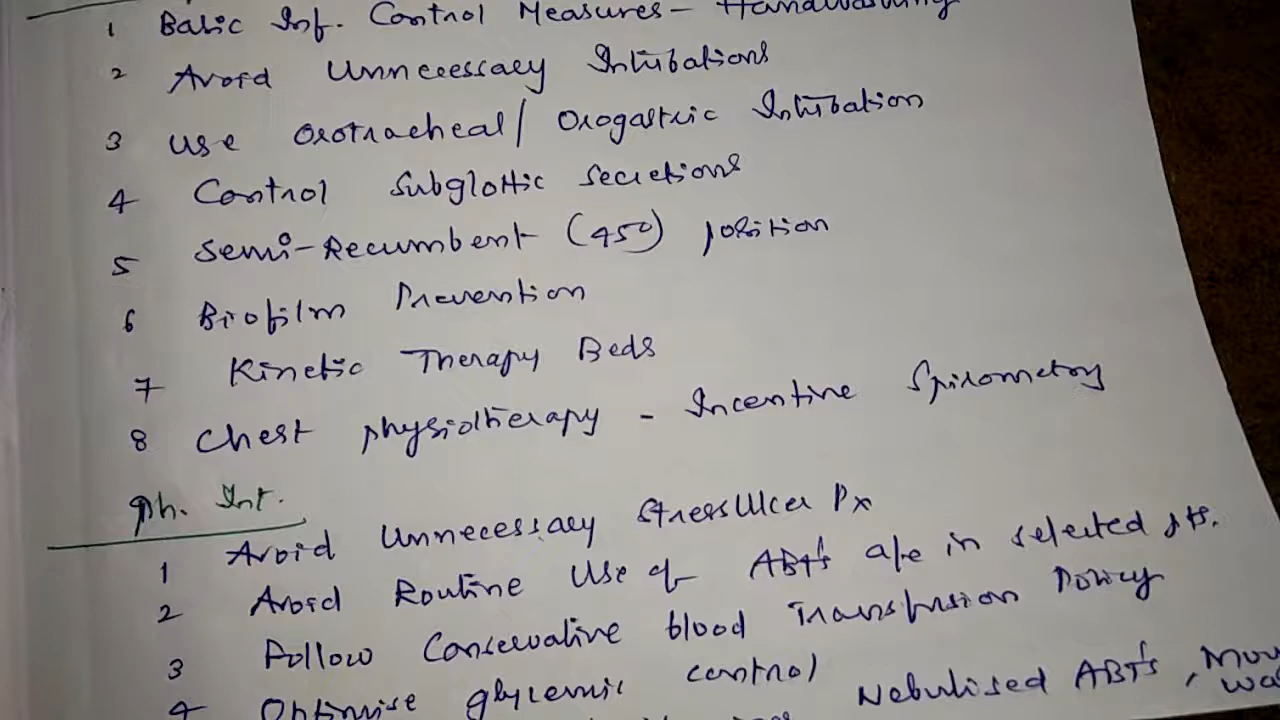 1 Basic Inf. Control Measures - Handwashing
2 Avoid Unnecessary Intubations
3 Use Orotracheal/Orogastric Intubation
4 Control Subglottic Secretions
5 Semi-Recumbent (45°) position
6 Biofilm Prevention
7 Kinetic Therapy Beds
8 Chest physiotherapy - Incentive Spirometry
Ph. Int.
1 Avoid Unnecessary Stress Ulcer Px
2 Avoid Routine Use of ABT's in selected pts.
3 Follow Conservative blood Transfusion Policy
4 Optimise glycemic control
Nebulised ABT's,